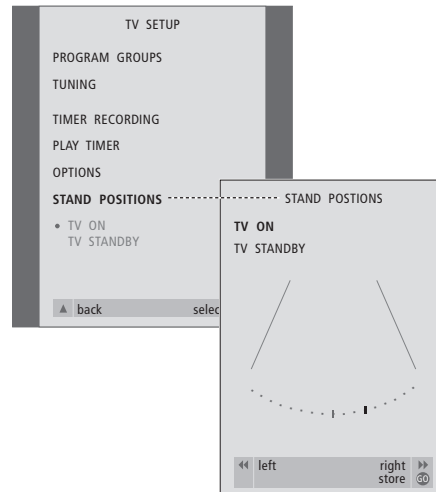 TV SETUP
PROGRAM GROUPS
TUNING
TIMER RECORDING
PLAY TIMER
OPTIONS
STAND POSITIONS
• TV ON
TV STANDBY
▲ back selec
STAND POSTIONS
TV ON
TV STANDBY
◀◀ left right ▶▶
store GO